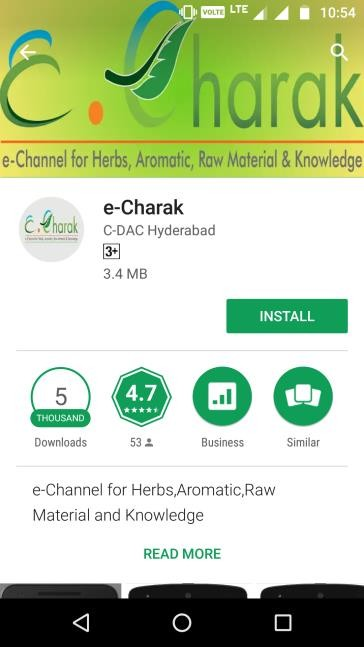 VOLTE LTE 10:54
e.Charak
e-Channel for Herbs, Aromatic, Raw Material & Knowledge
e-Charak
C-DAC Hyderabad
3+
3.4 MB
INSTALL
5
THOUSAND
Downloads
4.7
53
Business
Similar
e-Channel for Herbs,Aromatic,Raw
Material and Knowledge
READ MORE